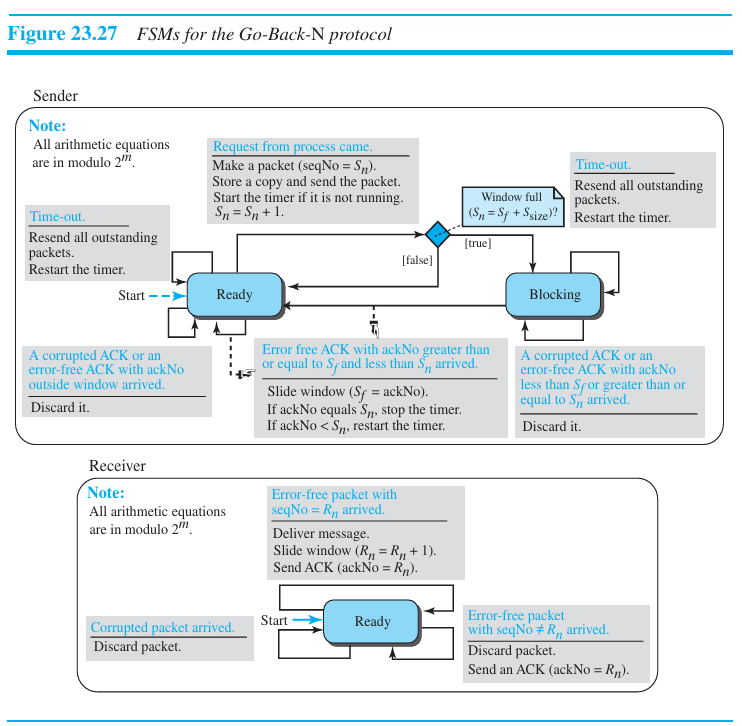 Figure 23.27 FSMs for the Go-Back-N protocol
Sender
Note:
All arithmetic equations
are in modulo 2^m.
Request from process came.
Make a packet (seqNo = Sn).
Store a copy and send the packet.
Start the timer if it is not running.
Sn = Sn + 1.
Time-out.
Resend all outstanding
packets.
Restart the timer.
Window full
(Sn = Sf + Ssize)?
Time-out.
Resend all outstanding
packets.
Restart the timer.
[false]
[true]
Start
Ready
Blocking
A corrupted ACK or an
error-free ACK with ackNo
outside window arrived.
Discard it.
Error free ACK with ackNo greater than
or equal to Sf and less than Sn arrived.
Slide window (Sf = ackNo).
If ackNo equals Sn, stop the timer.
If ackNo < Sn, restart the timer.
A corrupted ACK or an
error-free ACK with ackNo
less than Sf or greater than or
equal to Sn arrived.
Discard it.
Receiver
Note:
All arithmetic equations
are in modulo 2^m.
Error-free packet with
seqNo = Rn arrived.
Deliver message.
Slide window (Rn = Rn + 1).
Send ACK (ackNo = Rn).
Corrupted packet arrived.
Discard packet.
Start
Ready
Error-free packet
with seqNo ≠ Rn arrived.
Discard packet.
Send an ACK (ackNo = Rn).